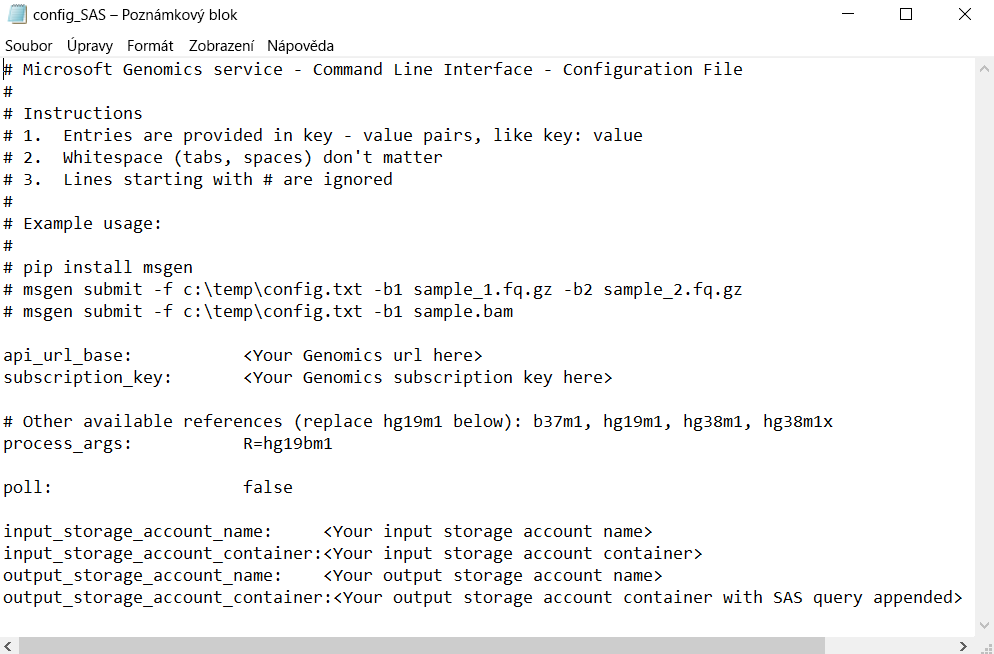 config_SAS – Poznámkový blok
Soubor Úpravy Formát Zobrazení Nápověda
# Microsoft Genomics service - Command Line Interface - Configuration File
#
# Instructions
# 1.  Entries are provided in key - value pairs, like key: value
# 2.  Whitespace (tabs, spaces) don't matter
# 3.  Lines starting with # are ignored
#
# Example usage:
#
# pip install msgen
# msgen submit -f c:\temp\config.txt -b1 sample_1.fq.gz -b2 sample_2.fq.gz
# msgen submit -f c:\temp\config.txt -b1 sample.bam
api_url_base:           <Your Genomics url here>
subscription_key:       <Your Genomics subscription key here>
# Other available references (replace hg19m1 below): b37m1, hg19m1, hg38m1, hg38m1x
process_args:           R=hg19bm1
poll:                   false
input_storage_account_name:     <Your input storage account name>
input_storage_account_container:<Your input storage account container>
output_storage_account_name:    <Your output storage account name>
output_storage_account_container:<Your output storage account container with SAS query appended>